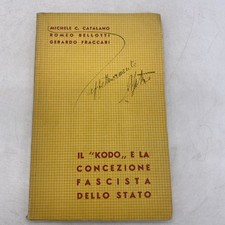 MICHELE C. CATALANO
ROMEO BELLOTTI
GERARDO FRACCARI
IL "KODO„ E LA
CONCEZIONE
FASCISTA
DELLO STATO